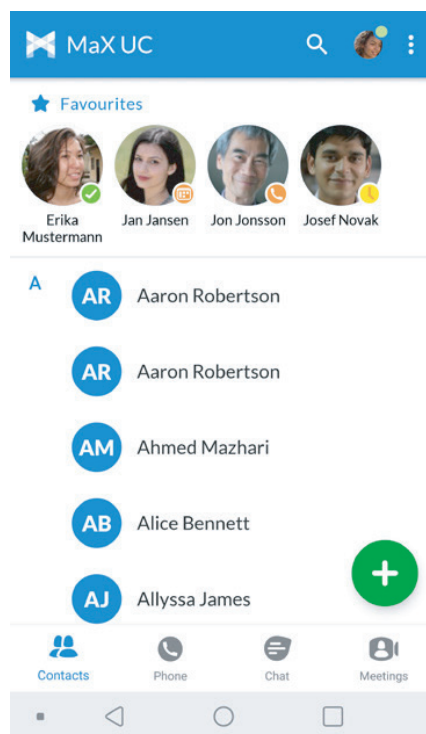 MaX UC
Favourites
Erika
Mustermann
Jan Jansen
Jon Jonsson
Josef Novak
A
AR
Aaron Robertson
AR
Aaron Robertson
AM
Ahmed Mazhari
AB
Alice Bennett
AJ
Allyssa James
Contacts
Phone
Chat
Meetings